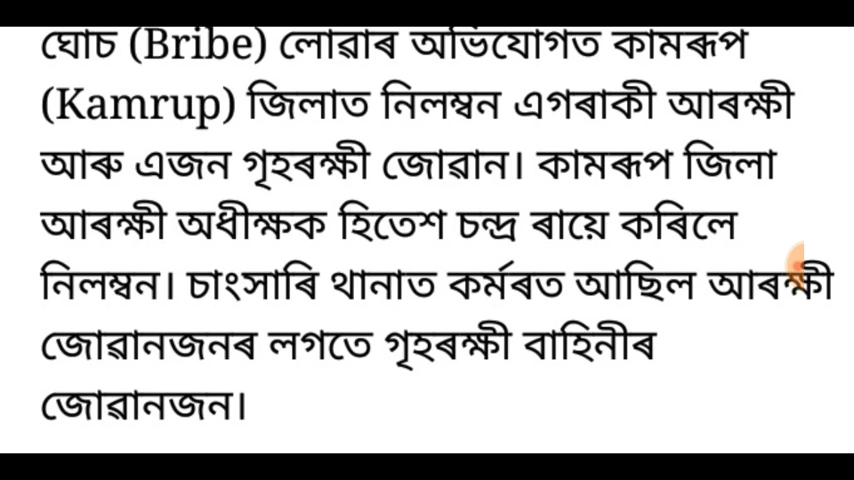 ঘোচ (Bribe) লোৱাৰ অভিযোগত কামৰূপ
(Kamrup) জিলাত নিলম্বন এগৰাকী আৰক্ষী
আৰু এজন গৃহৰক্ষী জোৱান। কামৰূপ জিলা
আৰক্ষী অধীক্ষক হিতেশ চন্দ্ৰ ৰায়ে কৰিলে
নিলম্বন। চাংসাৰি থানাত কৰ্মৰত আছিল আৰক্ষী
জোৱানজনৰ লগতে গৃহৰক্ষী বাহিনীৰ
জোৱানজন।